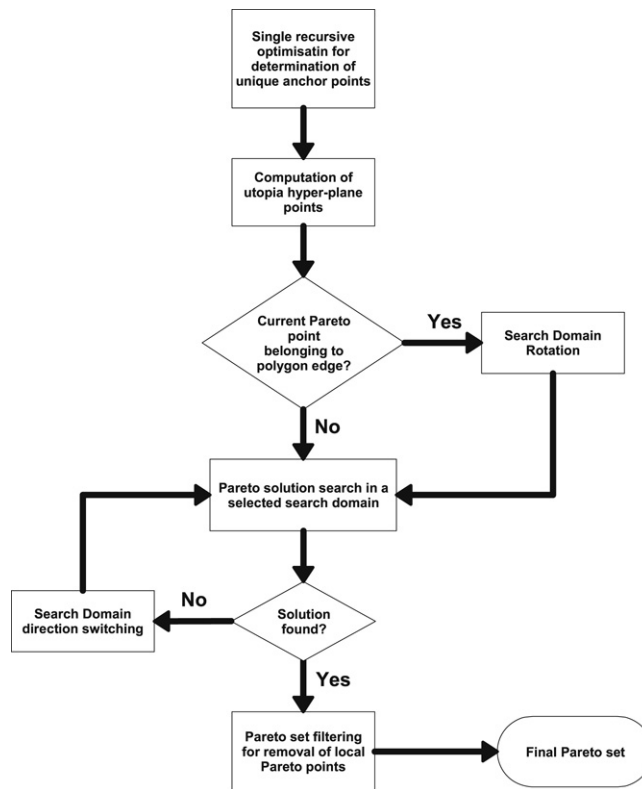 Single recursive
optimisatin for
determination of
unique anchor
points
Computation of
utopia hyper-plane
points
Current Pareto
point
belonging to
polygon edge?
Yes
Search Domain
Rotation
No
Pareto solution search in a
selected search domain
No
Search Domain
direction switching
Solution
found?
Yes
Pareto set filtering
for removal of local
Pareto points
Final Pareto set